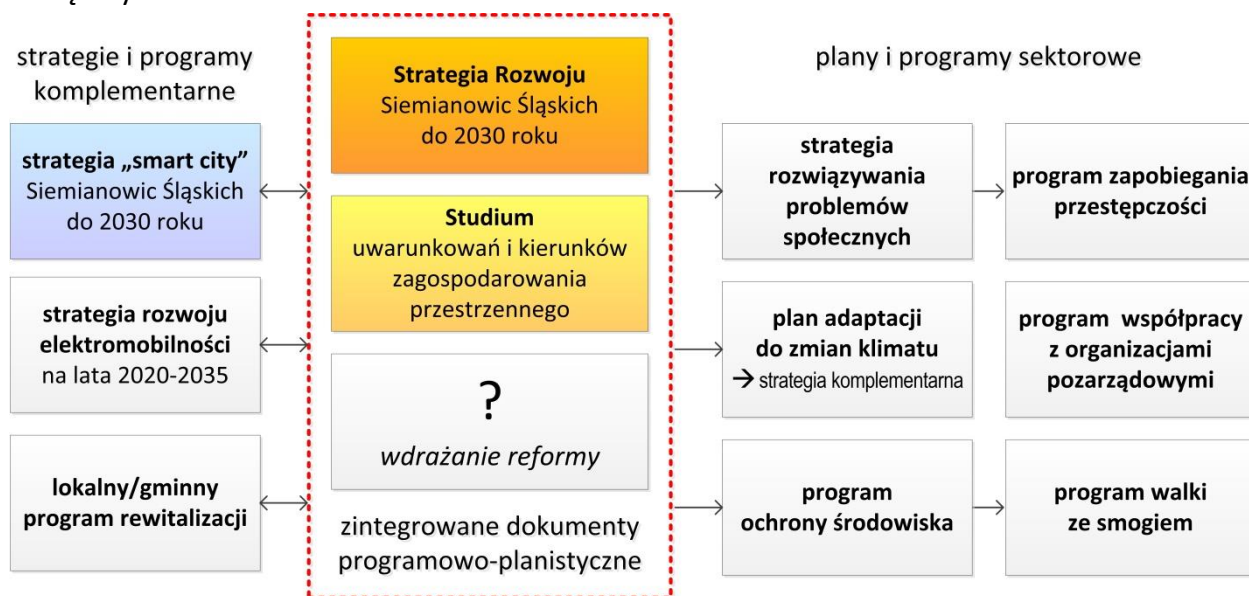 strategie i programy
komplementarne
strategia „smart city”
Siemianowic Śląskich
do 2030 roku
strategia rozwoju
elektromobilności
na lata 2020-2035
lokalny/gminny
program rewitalizacji
Strategia Rozwoju
Siemianowic Śląskich
do 2030 roku
Studium
uwarunkowań i kierunków
zagospodarowania
przestrzennego
?
wdrażanie reformy
zintegrowane dokumenty
programowo-planistyczne
plany i programy sektorowe
strategia
rozwiązywania
problemów
społecznych
program zapobiegania
przestępczości
plan adaptacji
do zmian klimatu
→ strategia komplementarna
program współpracy
z organizacjami
pozarządowymi
program
ochrony środowiska
program walki
ze smogiem